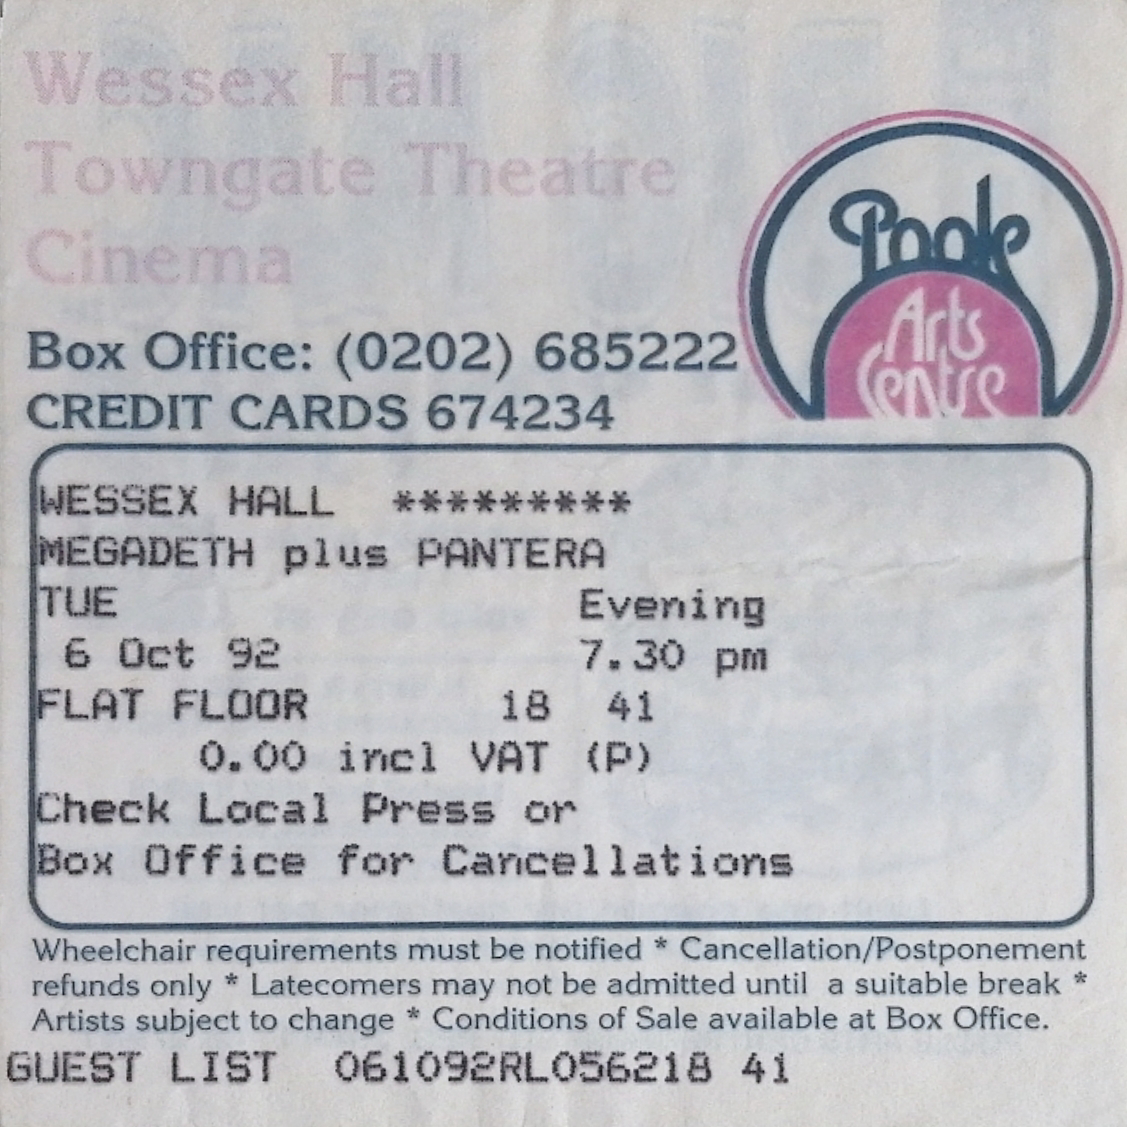 Wessex Hall
Towngate Theatre
Cinema
Poole
Arts
Centre
Box Office: (0202) 685222
CREDIT CARDS 674234
WESSEX HALL *********
MEGADETH plus PANTERA
TUE Evening
6 Oct 92 7.30 pm
FLAT FLOOR 18 41
0.00 incl VAT (P)
Check Local Press or
Box Office for Cancellations
Wheelchair requirements must be notified * Cancellation/Postponement
refunds only * Latecomers may not be admitted until a suitable break *
Artists subject to change * Conditions of Sale available at Box Office.
GUEST LIST 061092RL056218 41